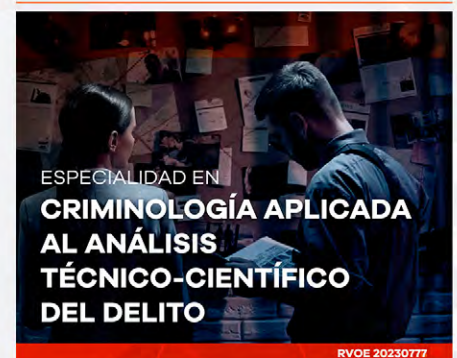 ESPECIALIDAD EN
CRIMINOLOGÍA APLICADA
AL ANÁLISIS
TÉCNICO-CIENTÍFICO
DEL DELITO
RVOE 20230777